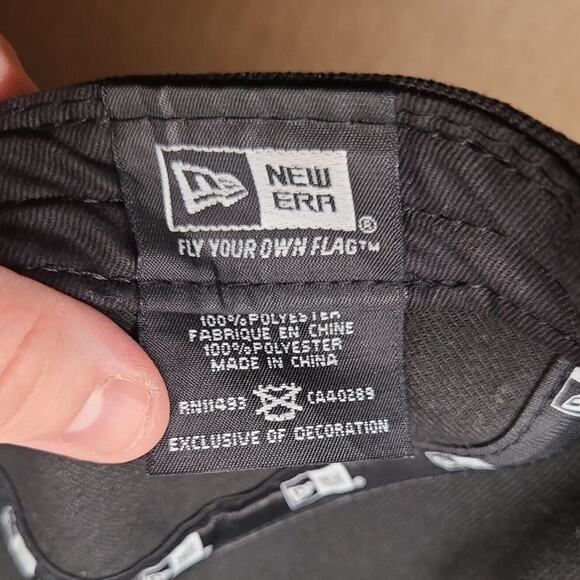 NEW
ERA
®
FLY YOUR OWN FLAG™
100% POLYESTER
FABRIQUE EN CHINE
100% POLYESTER
MADE IN CHINA
RN11493 CA40289
EXCLUSIVE OF DECORATION